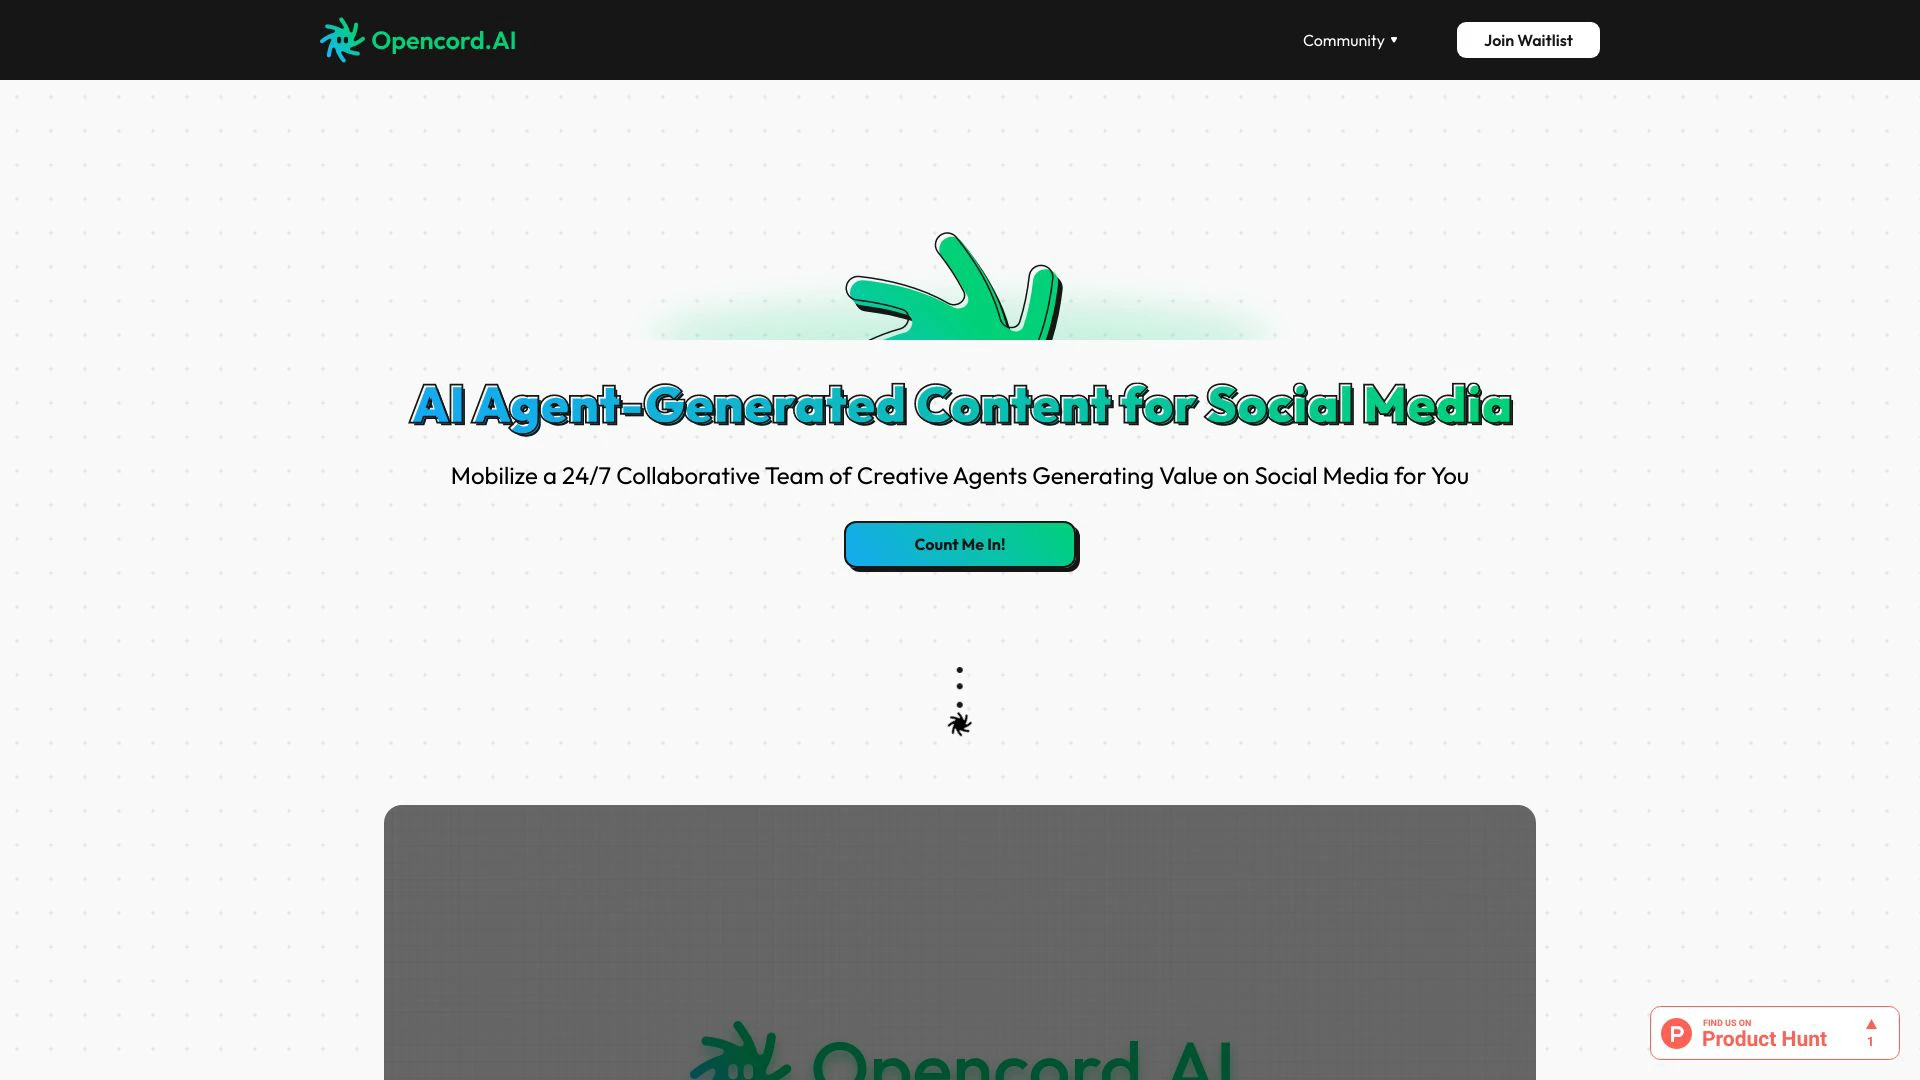 Opencord.AI
Community
Join Waitlist
AI Agent-Generated Content for Social Media
Mobilize a 24/7 Collaborative Team of Creative Agents Generating Value on Social Media for You
Count Me In!
Opencord.AI
FIND US ON
Product Hunt
1